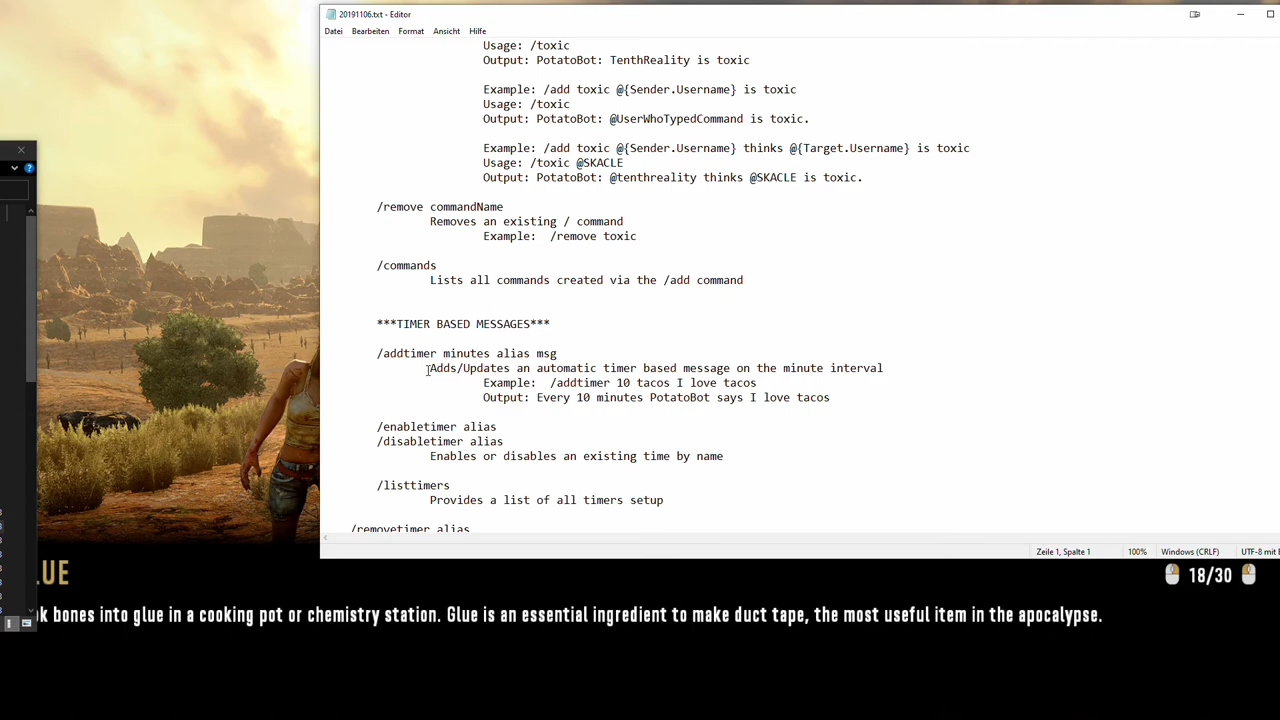 20191106.txt - Editor
Datei Bearbeiten Format Ansicht Hilfe
Usage: /toxic
Output: PotatoBot: TenthReality is toxic
Example: /add toxic @{Sender.Username} is toxic
Usage: /toxic
Output: PotatoBot: @UserWhoTypedCommand is toxic.
Example: /add toxic @{Sender.Username} thinks @{Target.Username} is toxic
Usage: /toxic @SKACLE
Output: PotatoBot: @tenthreality thinks @SKACLE is toxic.
/remove commandName
Removes an existing / command
Example:  /remove toxic
/commands
Lists all commands created via the /add command
***TIMER BASED MESSAGES***
/addtimer minutes alias msg
Adds/Updates an automatic timer based message on the minute interval
Example:  /addtimer 10 tacos I love tacos
Output: Every 10 minutes PotatoBot says I love tacos
/enabletimer alias
/disabletimer alias
Enables or disables an existing time by name
/listtimers
Provides a list of all timers setup
/removetimer alias
Zeile 1, Spalte 1 100% Windows (CRLF) UTF-8 mit
18/30
bones into glue in a cooking pot or chemistry station. Glue is an essential ingredient to make duct tape, the most useful item in the apocalypse.